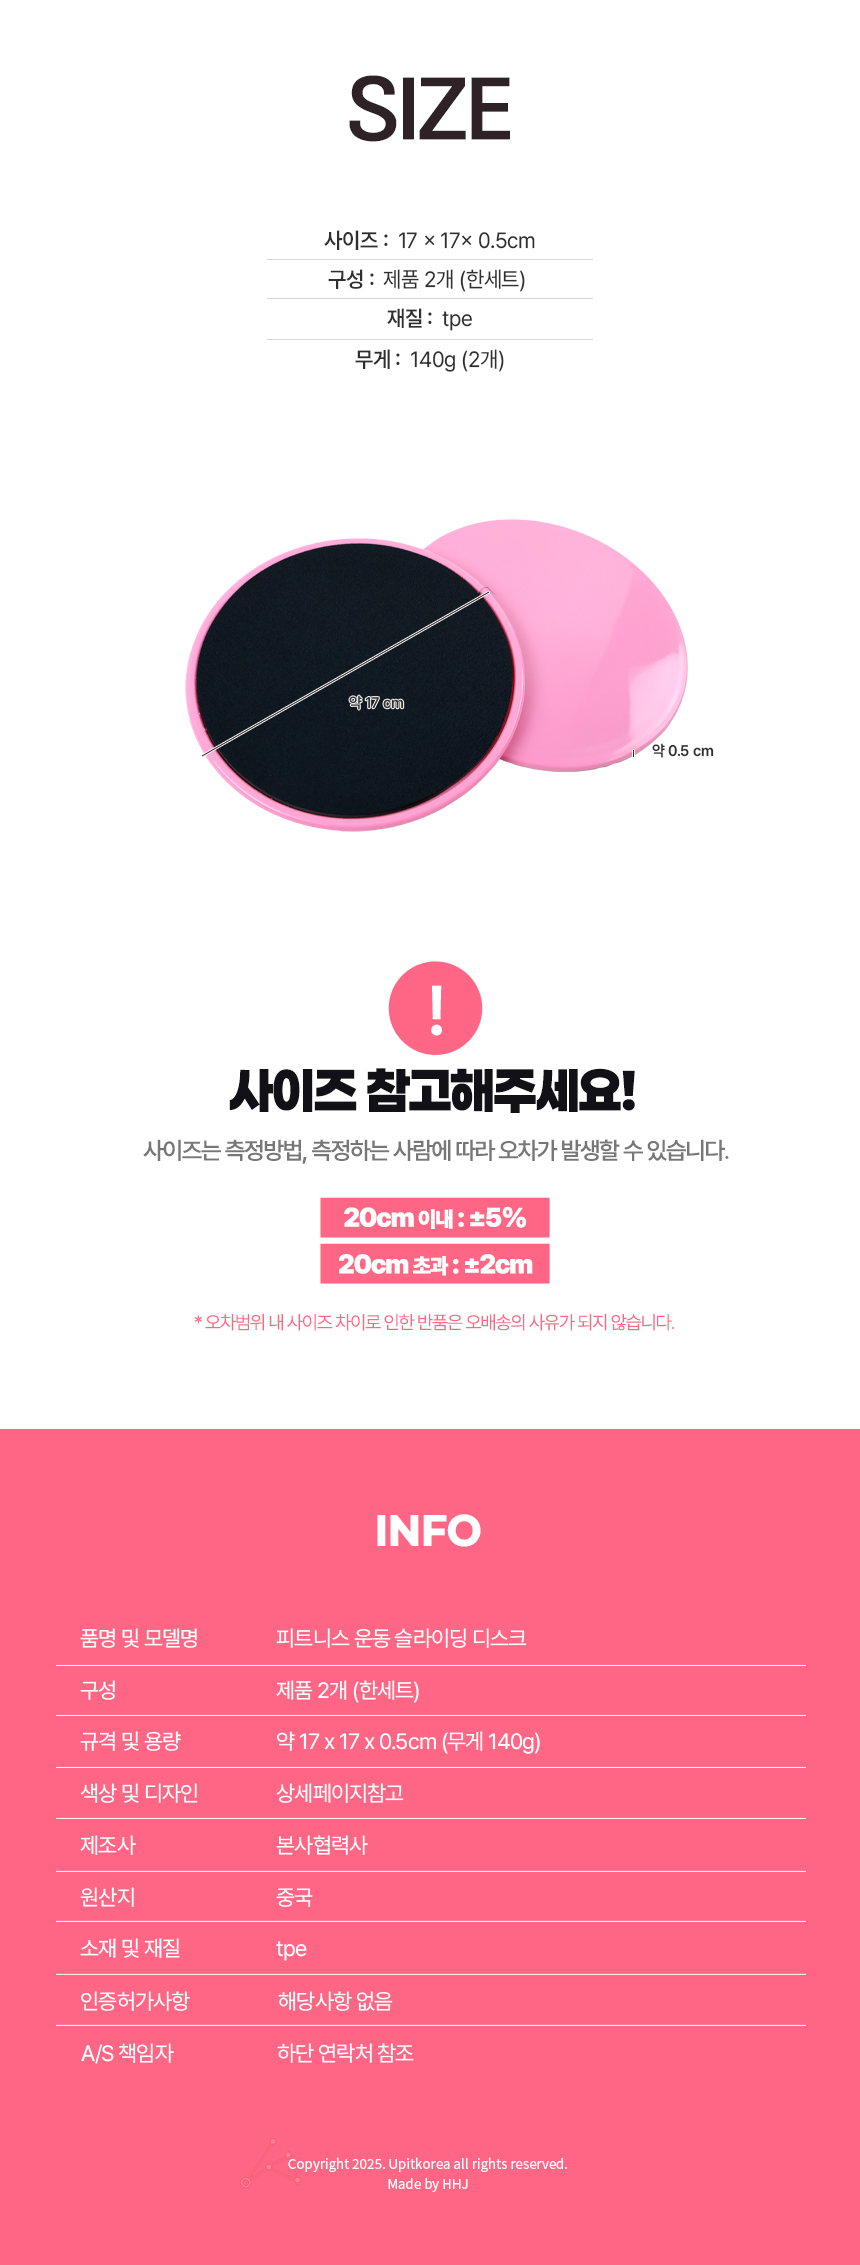 SIZE
사이즈 : 17 × 17× 0.5cm
구성 : 제품 2개 (한세트)
재질 : tpe
무게 : 140g (2개)
약 17 cm
약 0.5 cm
!
사이즈 참고해주세요!
사이즈는 측정방법, 측정하는 사람에 따라 오차가 발생할 수 있습니다.
20cm 이내 : ±5%
20cm 초과 : ±2cm
* 오차범위 내 사이즈 차이로 인한 반품은 오배송의 사유가 되지 않습니다.
INFO
품명 및 모델명 피트니스 운동 슬라이딩 디스크
구성 제품 2개 (한세트)
규격 및 용량 약 17 x 17 x 0.5cm (무게 140g)
색상 및 디자인 상세페이지참고
제조사 본사협력사
원산지 중국
소재 및 재질 tpe
인증허가사항 해당사항 없음
A/S 책임자 하단 연락처 참조
Copyright 2025. Upitkorea all rights reserved.
Made by HHJ